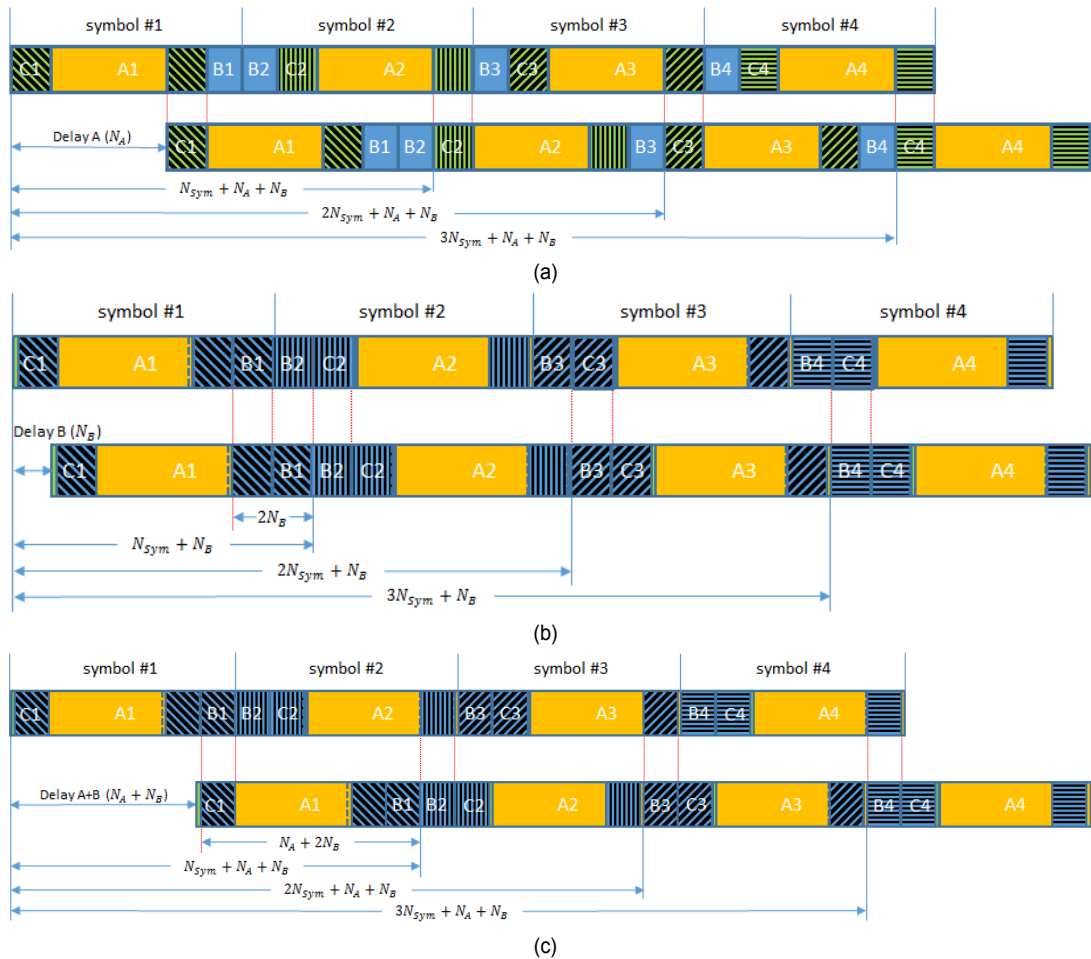 symbol #1 symbol #2 symbol #3 symbol #4
C1 A1 B1 B2 C2 A2 B3 C3 A3 B4 C4 A4
Delay A (N_A) C1 A1 B1 B2 C2 A2 B3 C3 A3 B4 C4 A4
N_Sym + N_A + N_B
2N_Sym + N_A + N_B
3N_Sym + N_A + N_B
(a)
symbol #1 symbol #2 symbol #3 symbol #4
C1 A1 B1 B2 C2 A2 B3 C3 A3 B4 C4 A4
Delay B (N_B)
C1 A1 B1 B2 C2 A2 B3 C3 A3 B4 C4 A4
2N_B
N_Sym + N_B
2N_Sym + N_B
3N_Sym + N_B
(b)
symbol #1 symbol #2 symbol #3 symbol #4
C1 A1 B1 B2 C2 A2 B3 C3 A3 B4 C4 A4
Delay A+B (N_A + N_B) C1 A1 B1 B2 C2 A2 B3 C3 A3 B4 C4 A4
N_A + 2N_B
N_Sym + N_A + N_B
2N_Sym + N_A + N_B
3N_Sym + N_A + N_B
(c)